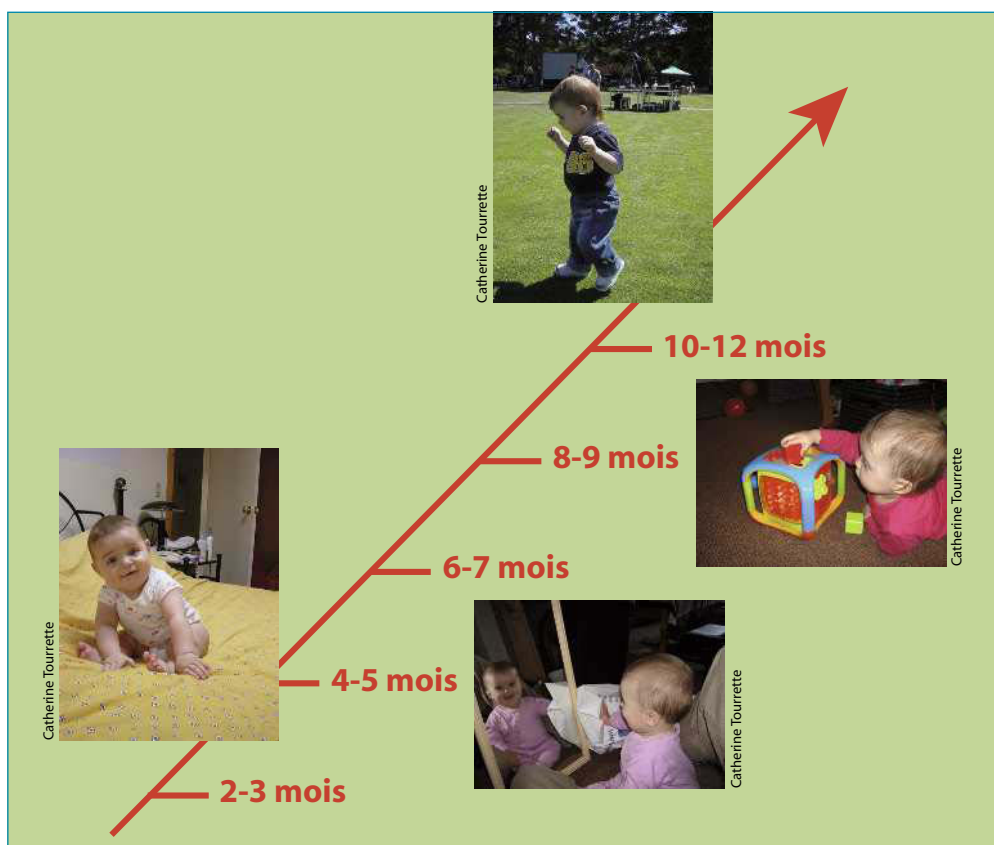 Catherine Tourrette
10-12 mois
8-9 mois
Catherine Tourrette
6-7 mois
Catherine Tourrette
4-5 mois
Catherine Tourrette
2-3 mois